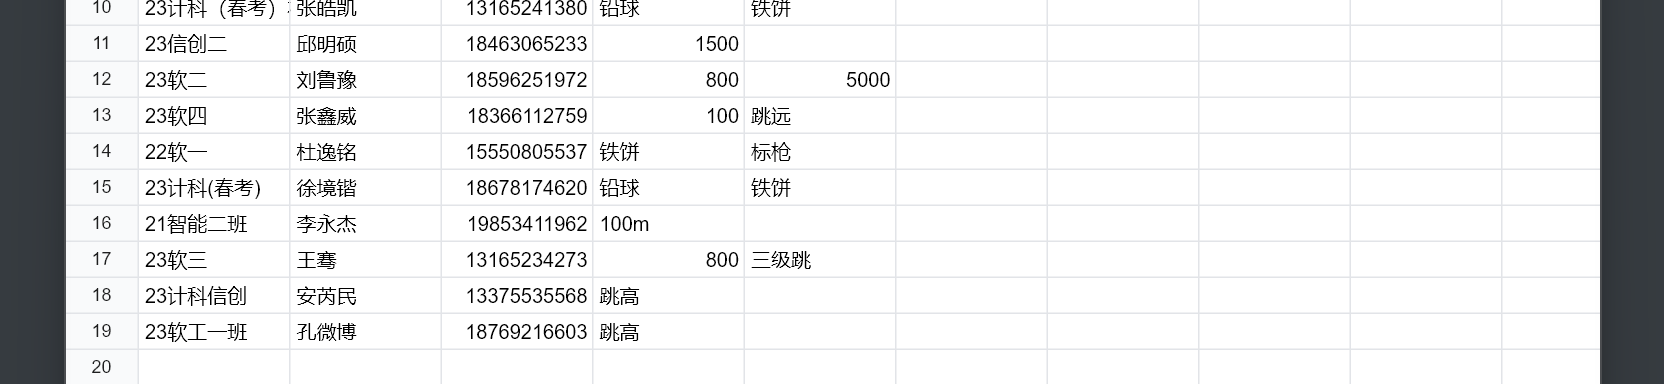 10 23计科（春考） 张皓凯 13165241380 铅球 铁饼
11 23信创二 邱明硕 18463065233 1500
12 23软二 刘鲁豫 18596251972 800 5000
13 23软四 张鑫威 18366112759 100 跳远
14 22软一 杜逸铭 15550805537 铁饼 标枪
15 23计科(春考) 徐境锴 18678174620 铅球 铁饼
16 21智能二班 李永杰 19853411962 100m
17 23软三 王骞 13165234273 800 三级跳
18 23计科信创 安芮民 13375535568 跳高
19 23软工一班 孔微博 18769216603 跳高
20